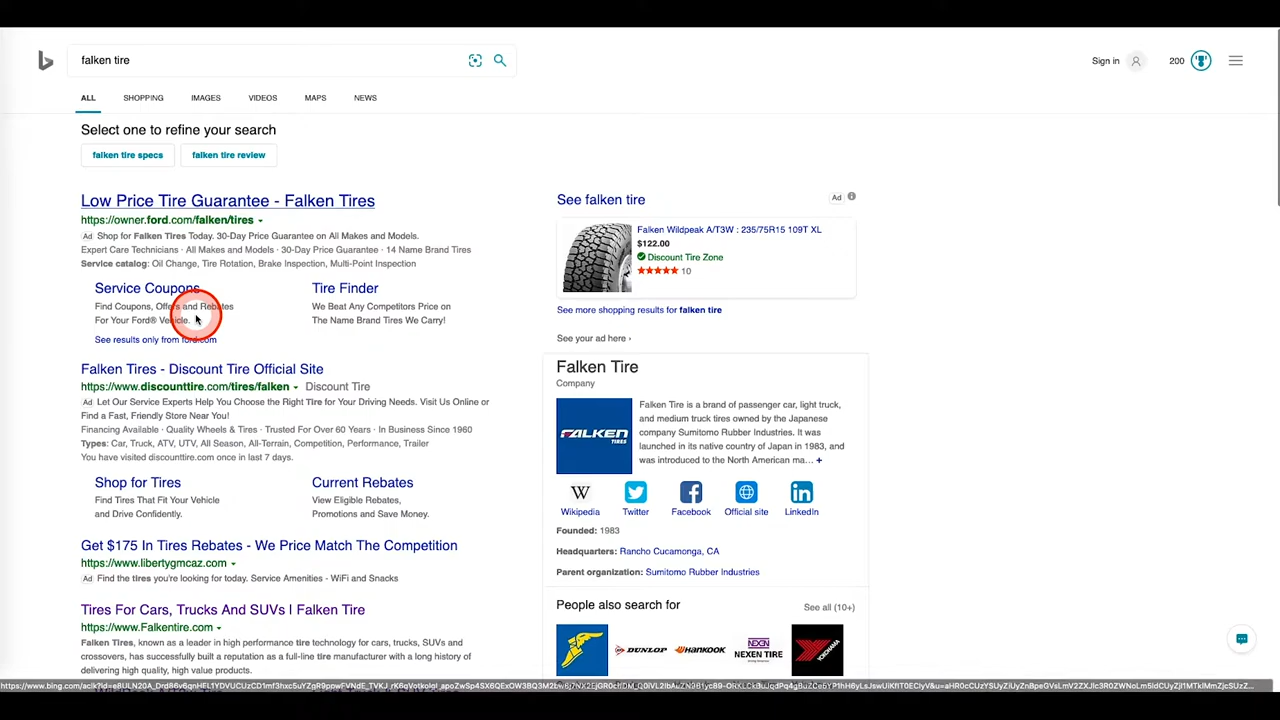 falken tire
Sign in
200
ALL
SHOPPING
IMAGES
VIDEOS
MAPS
NEWS
Select one to refine your search
falken tire specs
falken tire review
Low Price Tire Guarantee - Falken Tires
https://owner.ford.com/falken/tires
Ad Shop for Falken Tires Today. 30-Day Price Guarantee on All Makes and Models.
Expert Care Technicians · All Makes and Models · 30-Day Price Guarantee · 14 Name Brand Tires
Service catalog: Oil Change, Tire Rotation, Brake Inspection, Multi-Point Inspection
Service Coupons
Find Coupons, Offers and Rebates
For Your Ford® Vehicle.
See results only from ford.com
Tire Finder
We Beat Any Competitors Price on
The Name Brand Tires We Carry!
Falken Tires - Discount Tire Official Site
https://www.discounttire.com/tires/falken Discount Tire
Ad Let Our Service Experts Help You Choose the Right Tire for Your Driving Needs. Visit Us Online or
Find a Fast, Friendly Store Near You!
Financing Available · Quality Wheels & Tires · Trusted For Over 60 Years · In Business Since 1960
Types: Car, Truck, ATV, UTV, All Season, All-Terrain, Competition, Performance, Trailer
You have visited discounttire.com once in last 7 days.
Shop for Tires
Find Tires That Fit Your Vehicle
and Drive Confidently.
Current Rebates
View Eligible Rebates,
Promotions and Save Money.
Get $175 In Tires Rebates - We Price Match The Competition
https://www.libertygmcaz.com
Ad Find the tires you're looking for today. Service Amenities - WiFi and Snacks
Tires For Cars, Trucks And SUVs | Falken Tire
https://www.Falkentire.com
Falken Tires, known as a leader in high performance tire technology for cars, trucks, SUVs and
crossovers, has successfully built a reputation as a full-line tire manufacturer with a long history of
delivering high quality, high value products.
See falken tire
Ad
Falken Wildpeak A/T3W : 235/75R15 109T XL
$122.00
Discount Tire Zone
10
See more shopping results for falken tire
See your ad here ›
Falken Tire
Company
FALKEN
TIRES
Falken Tire is a brand of passenger car, light truck,
and medium truck tires owned by the Japanese
company Sumitomo Rubber Industries. It was
launched in its native country of Japan in 1983, and
was introduced to the North American ma... +
Wikipedia
Twitter
Facebook
Official site
LinkedIn
Founded: 1983
Headquarters: Rancho Cucamonga, CA
Parent organization: Sumitomo Rubber Industries
People also search for
See all (10+)
DUNLOP
HANKOOK
NEXEN
NEXEN TIRE
YOKOHAMA